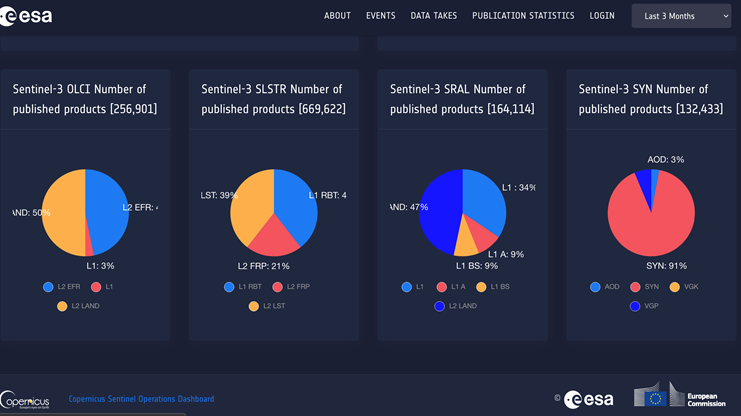 esa
ABOUT EVENTS DATA TAKES PUBLICATION STATISTICS LOGIN Last 3 Months
Sentinel-3 OLCI Number of
published products [256,901]
LAND: 50%
L2 EFR: 4
L1: 3%
L2 EFR L1
L2 LAND
Sentinel-3 SLSTR Number of
published products [669,622]
LST: 39%
L1 RBT: 4
L2 FRP: 21%
L1 RBT L2 FRP
L2 LST
Sentinel-3 SRAL Number of
published products [164,114]
L1 : 34%
AND: 47%
L1 A: 9%
L1 BS: 9%
L1 L1 A L1 BS
L2 LAND
Sentinel-3 SYN Number of
published products [132,433]
AOD: 3%
SYN: 91%
AOD SYN VGK
VGP
opernicus
Europe's eyes on Earth
Copernicus Sentinel Operations Dashboard
© esa
European
Commission